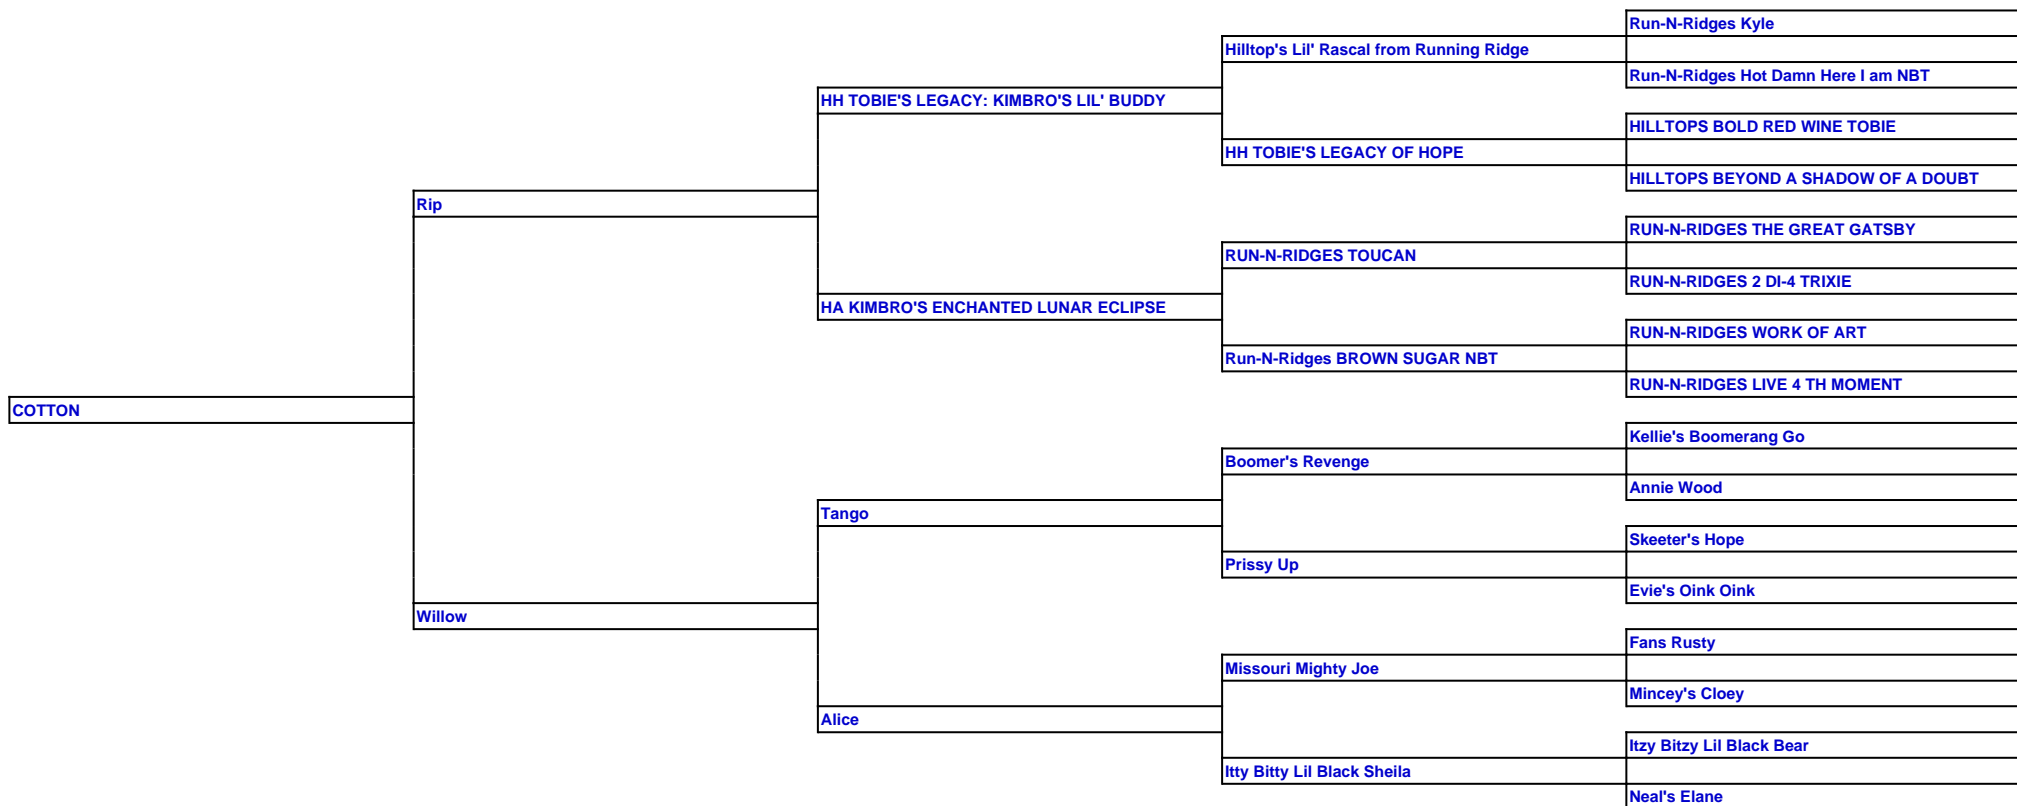 Run-N-Ridges Kyle
Hilltop's Lil' Rascal from Running Ridge
Run-N-Ridges Hot Damn Here I am NBT
HH TOBIE'S LEGACY: KIMBRO'S LIL' BUDDY
HILLTOPS BOLD RED WINE TOBIE
HH TOBIE'S LEGACY OF HOPE
HILLTOPS BEYOND A SHADOW OF A DOUBT
Rip
RUN-N-RIDGES THE GREAT GATSBY
RUN-N-RIDGES TOUCAN
RUN-N-RIDGES 2 DI-4 TRIXIE
HA KIMBRO'S ENCHANTED LUNAR ECLIPSE
RUN-N-RIDGES WORK OF ART
Run-N-Ridges BROWN SUGAR NBT
RUN-N-RIDGES LIVE 4 TH MOMENT
COTTON
Kellie's Boomerang Go
Boomer's Revenge
Annie Wood
Tango
Skeeter's Hope
Prissy Up
Evie's Oink Oink
Willow
Fans Rusty
Missouri Mighty Joe
Mincey's Cloey
Alice
Itzy Bitzy Lil Black Bear
Itty Bitty Lil Black Sheila
Neal's Elane